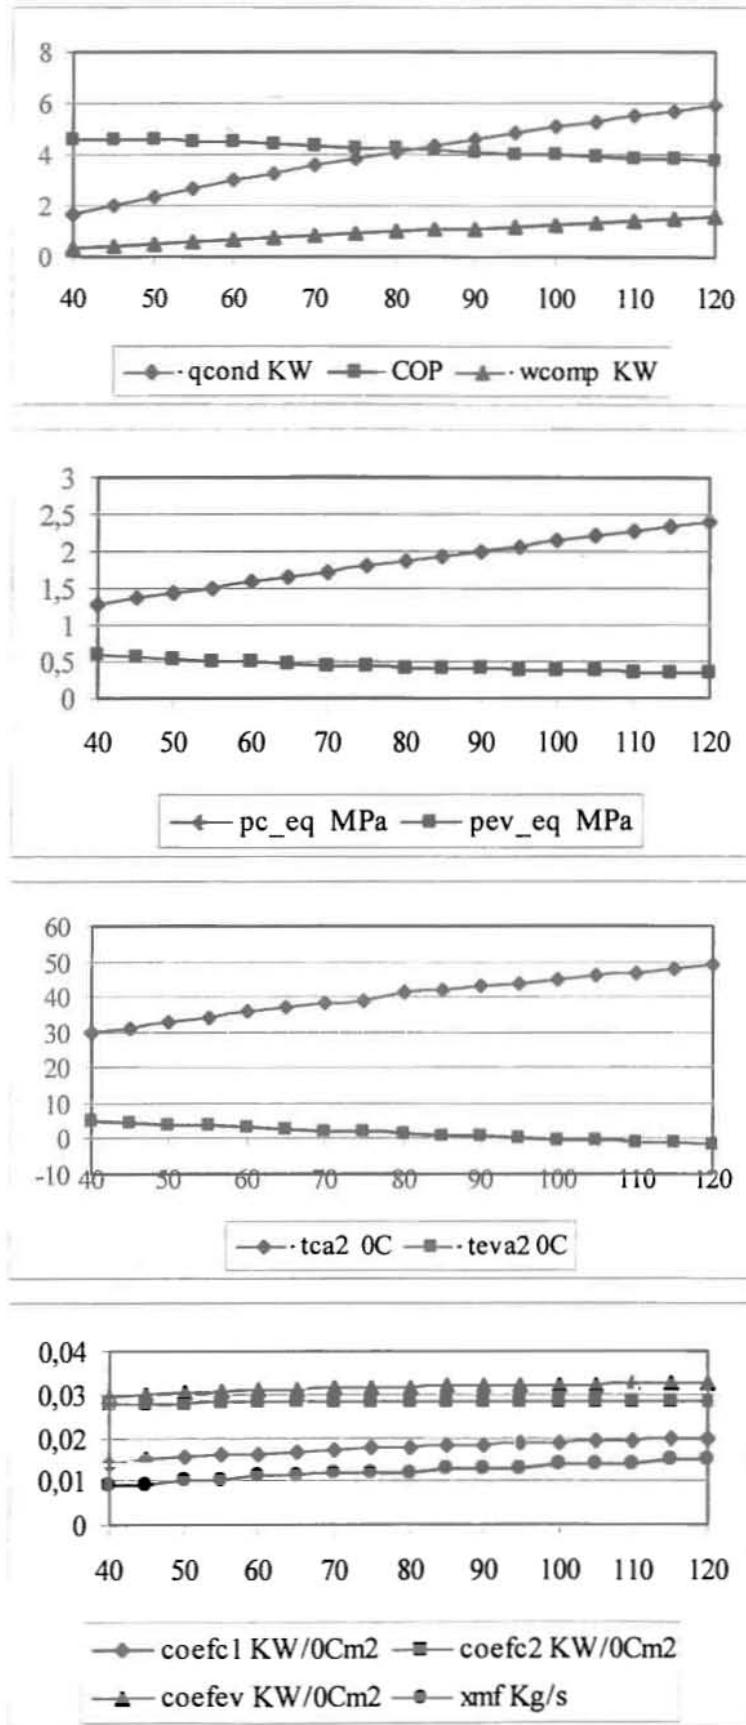 8
6
4
2
0
40 50 60 70 80 90 100 110 120
qcond KW COP wcomp KW
3
2,5
2
1,5
1
0,5
0
40 50 60 70 80 90 100 110 120
pc_eq MPa pev_eq MPa
60
50
40
30
20
10
0
-10
40 50 60 70 80 90 100 110 120
tca2 0C teva2 0C
0,04
0,03
0,02
0,01
0
40 50 60 70 80 90 100 110 120
coefc1 KW/0Cm2 coefc2 KW/0Cm2
coefev KW/0Cm2 xmf Kg/s